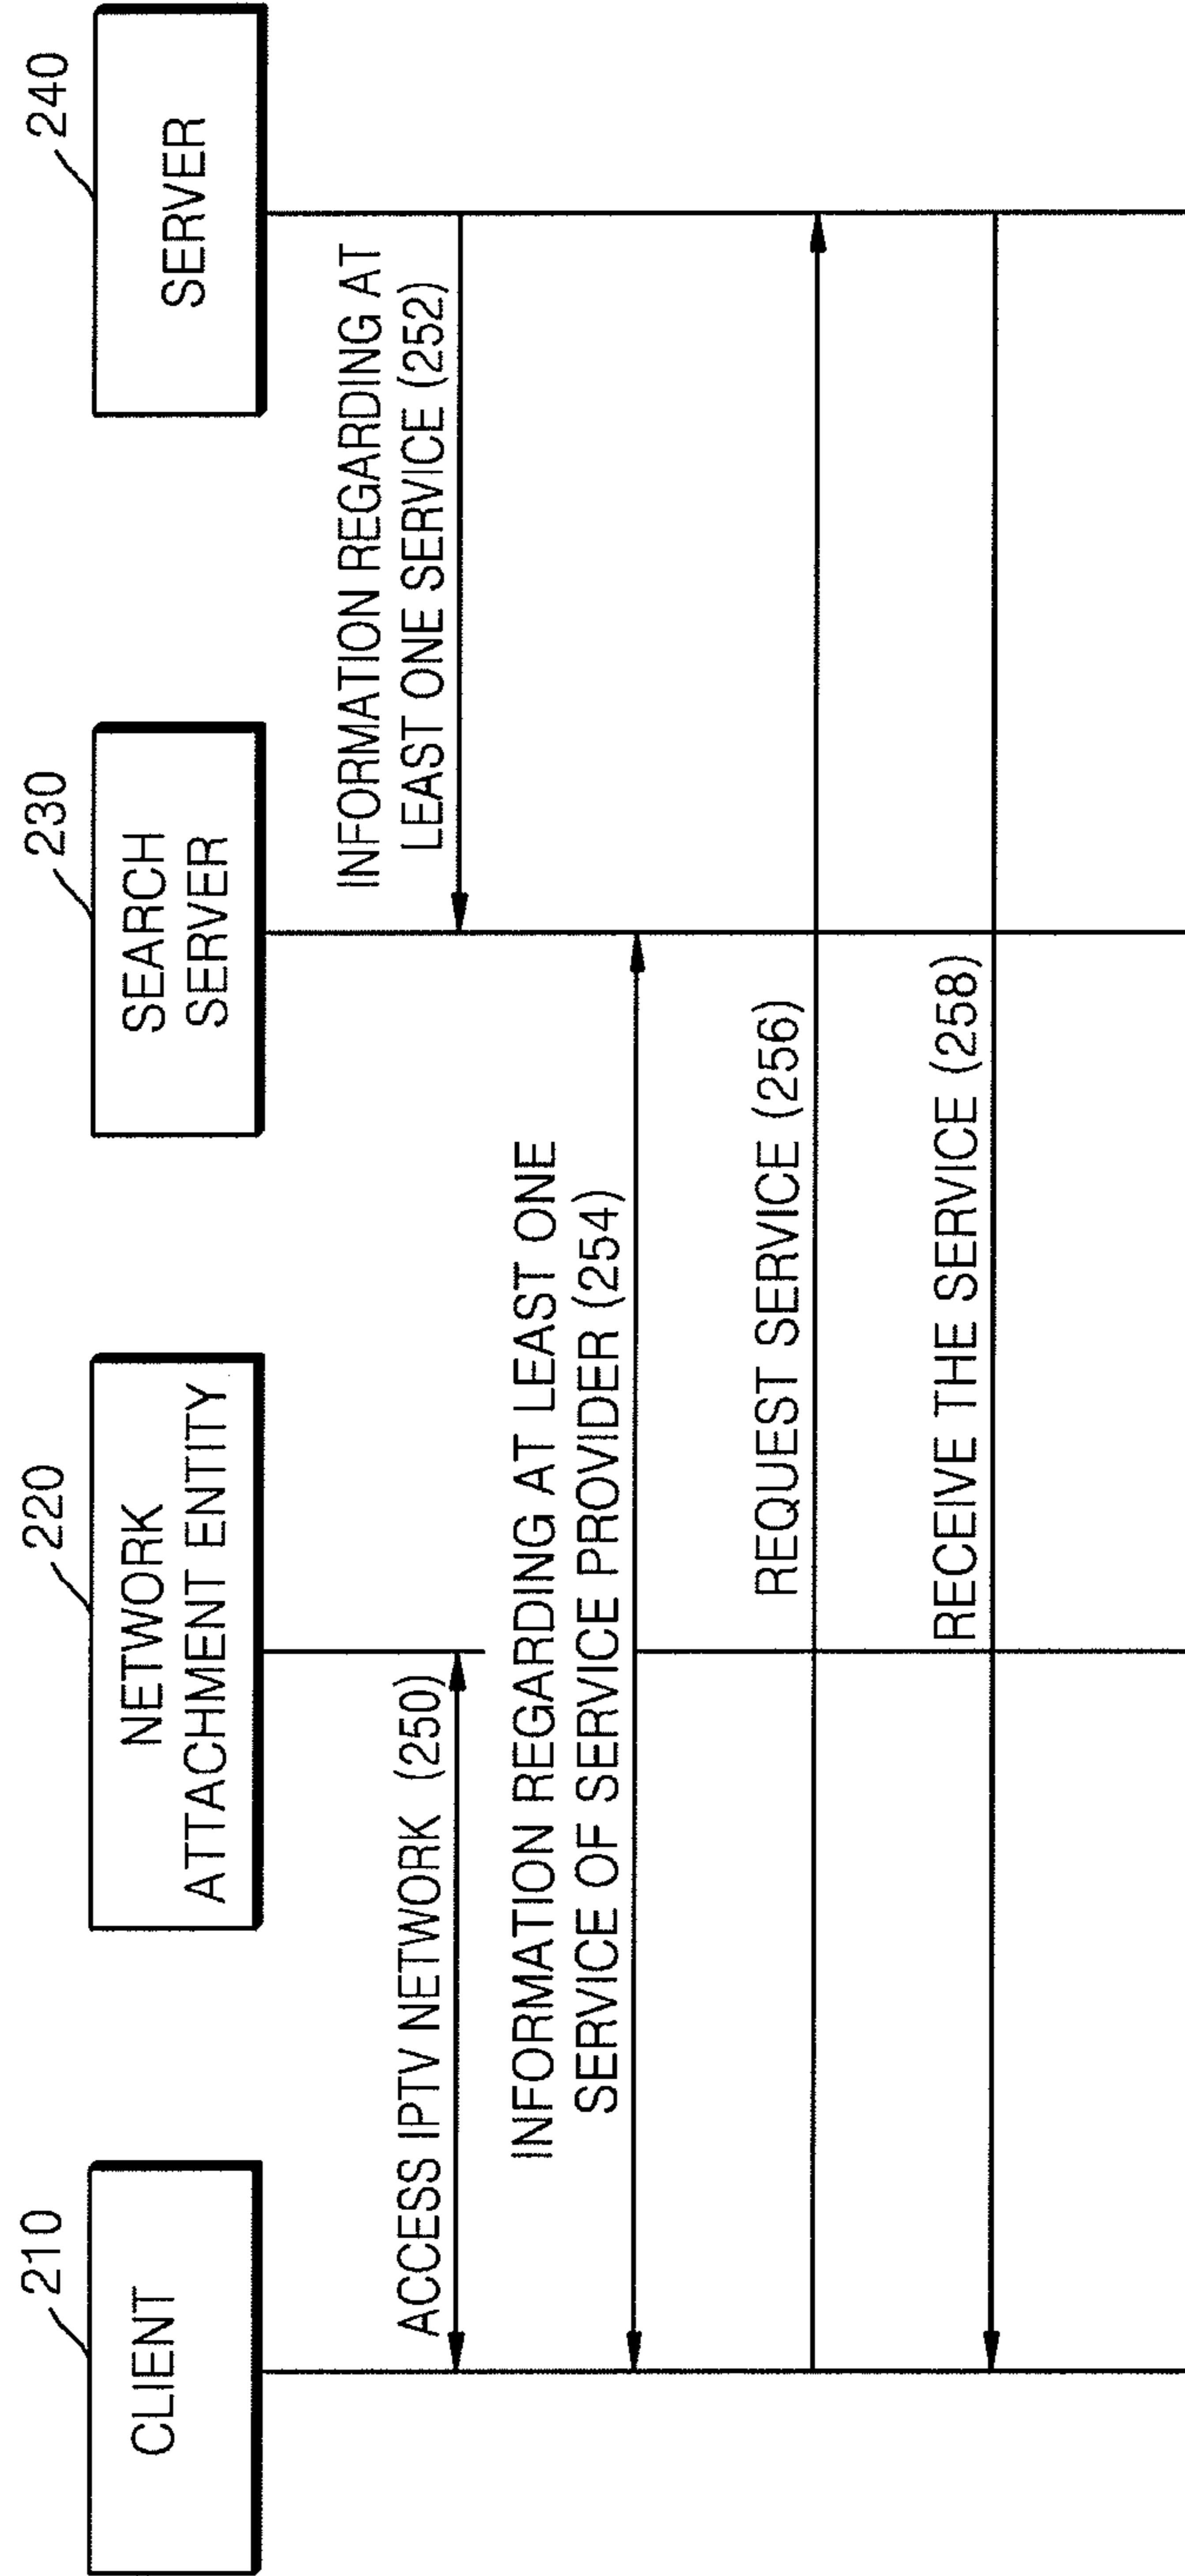 210
220
230
240
CLIENT
NETWORK
ATTACHMENT ENTITY
SEARCH
SERVER
SERVER
ACCESS IPTV NETWORK (250)
INFORMATION REGARDING AT
LEAST ONE SERVICE (252)
INFORMATION REGARDING AT LEAST ONE
SERVICE OF SERVICE PROVIDER (254)
REQUEST SERVICE (256)
RECEIVE THE SERVICE (258)